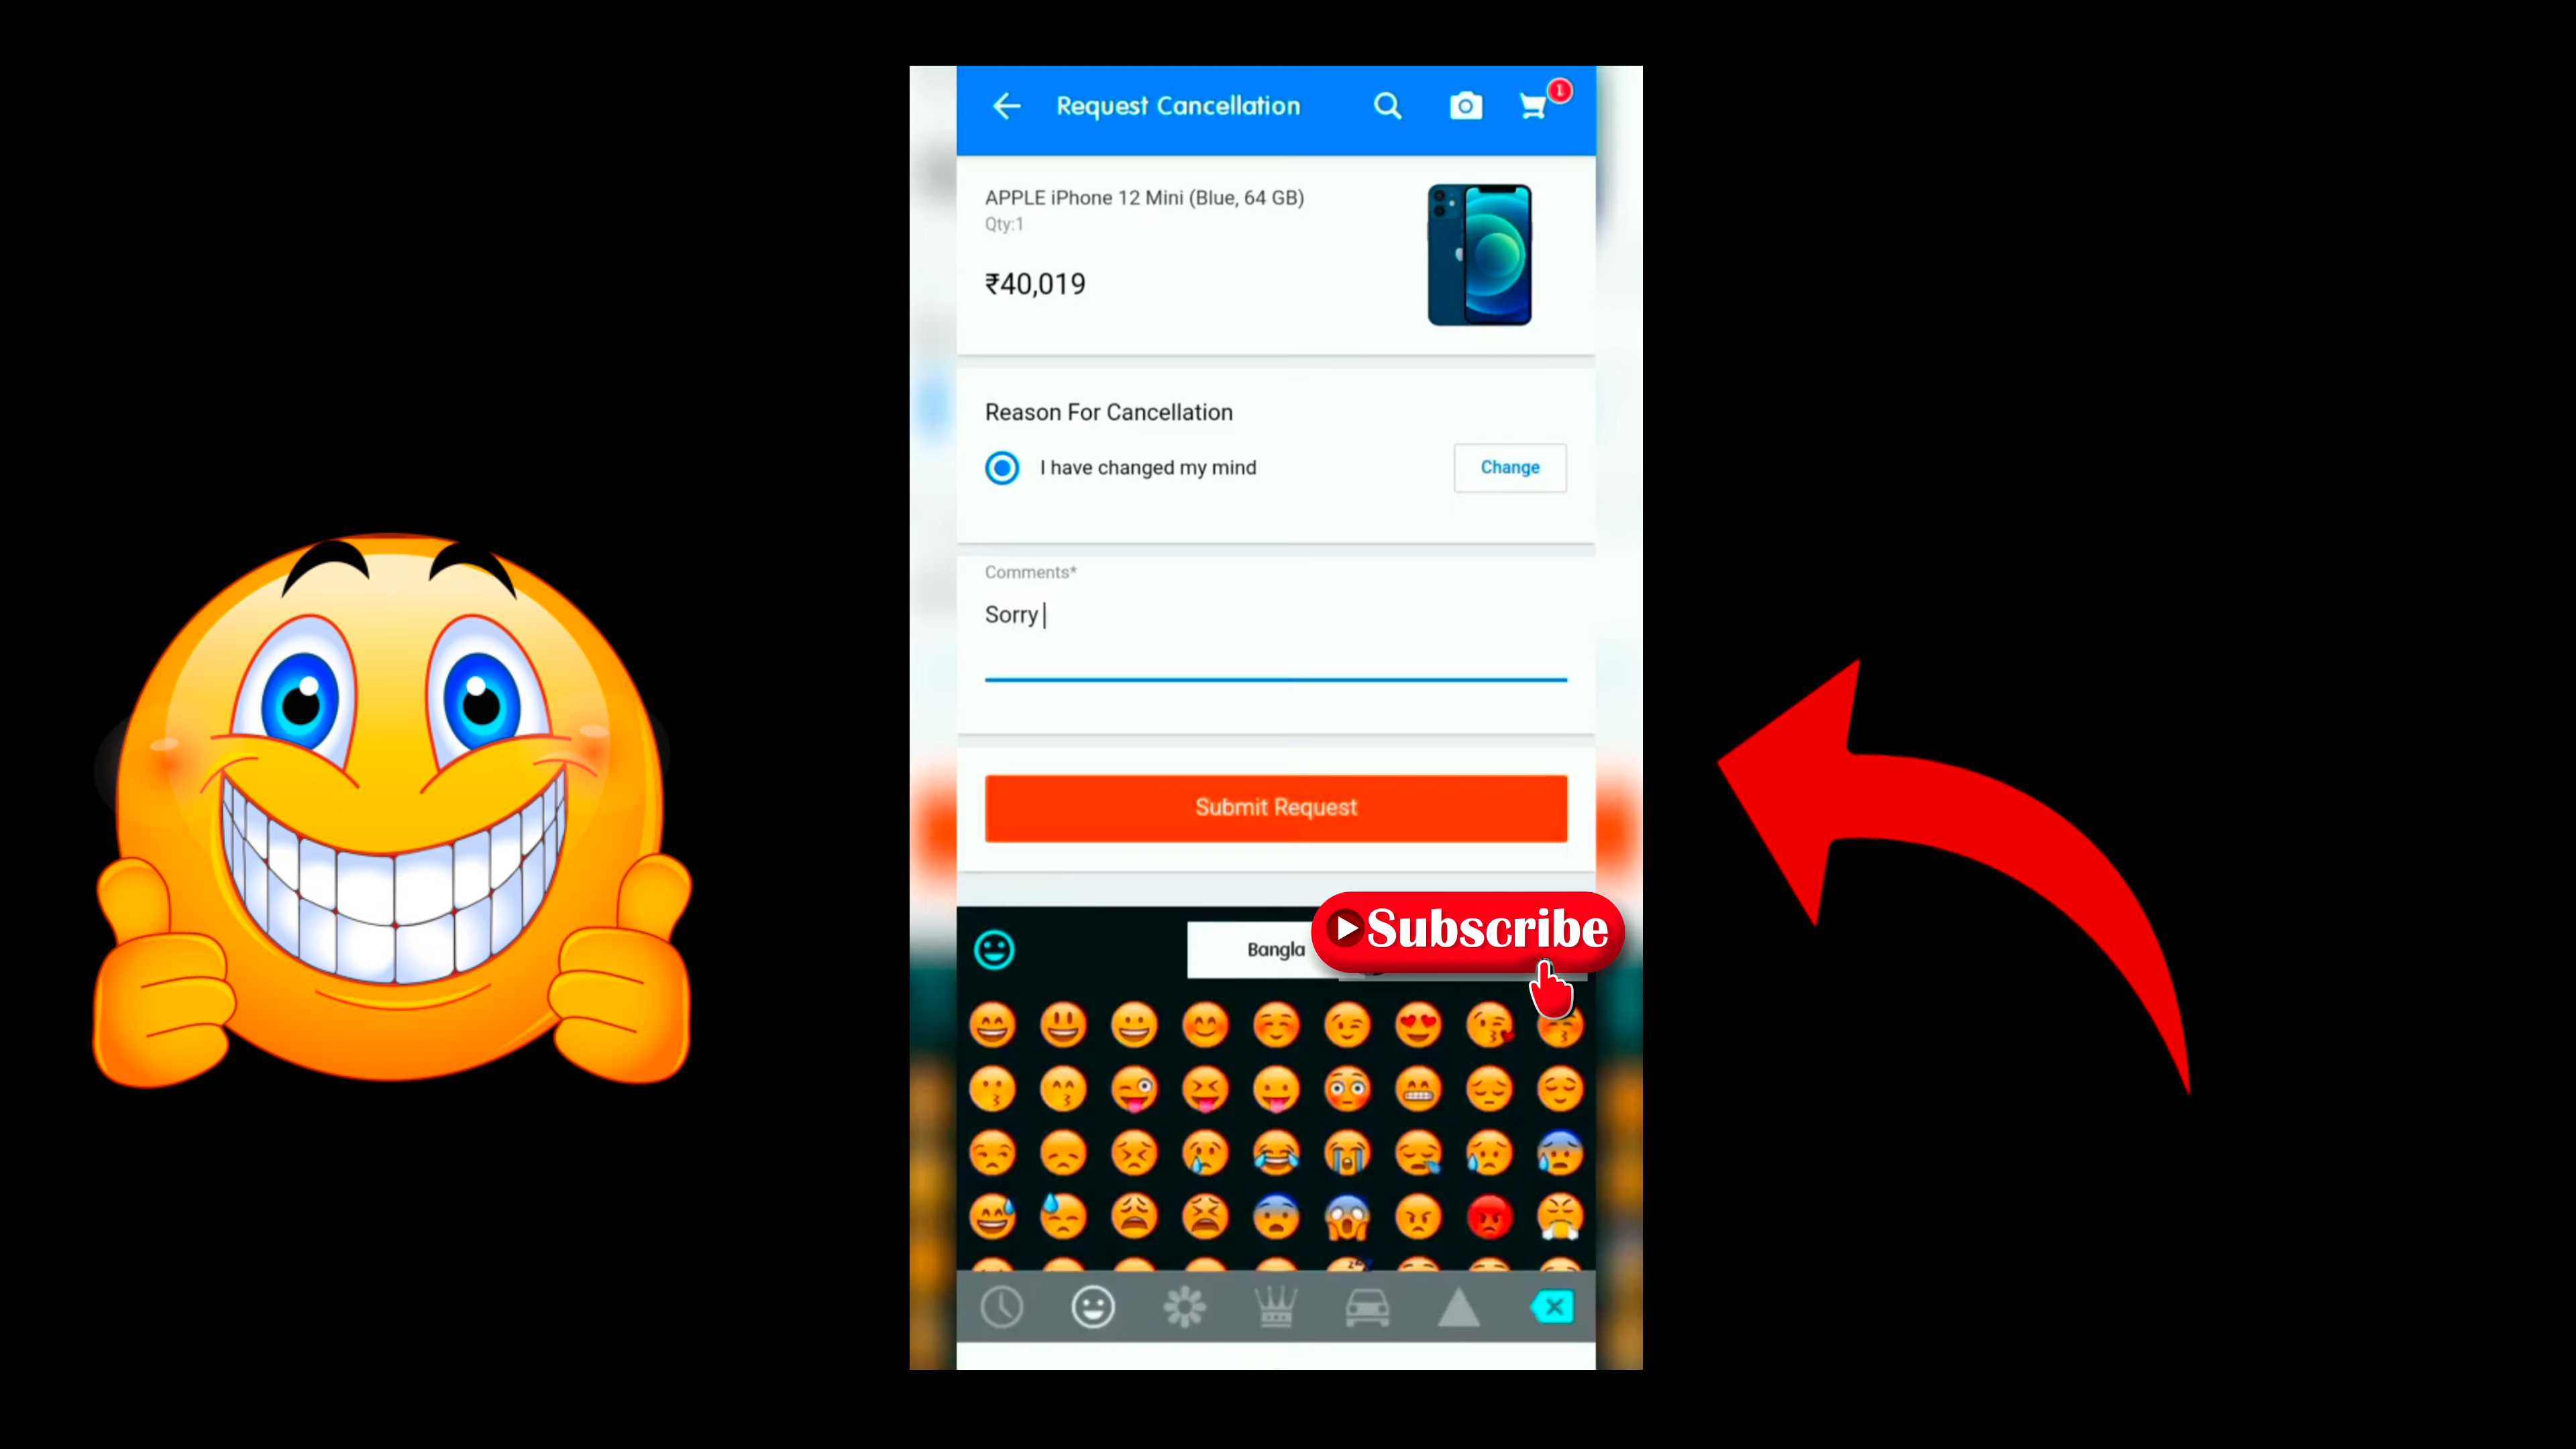 Request Cancellation
1
APPLE iPhone 12 Mini (Blue, 64 GB)
Qty:1
₹40,019
Reason For Cancellation
I have changed my mind
Change
Comments*
Sorry
Submit Request
Bangla
Subscribe